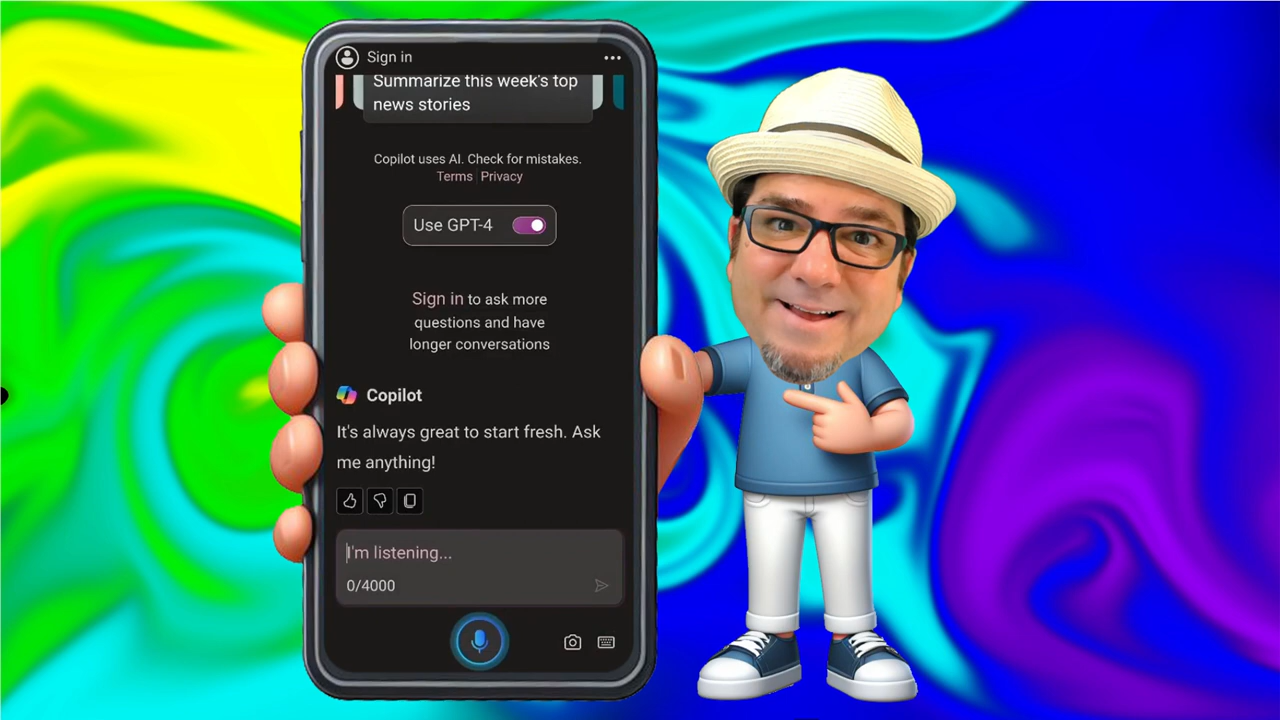 Sign in
Summarize this week's top
news stories
Copilot uses AI. Check for mistakes.
Terms | Privacy
Use GPT-4
Sign in to ask more
questions and have
longer conversations
Copilot
It's always great to start fresh. Ask
me anything!
I'm listening...
0/4000